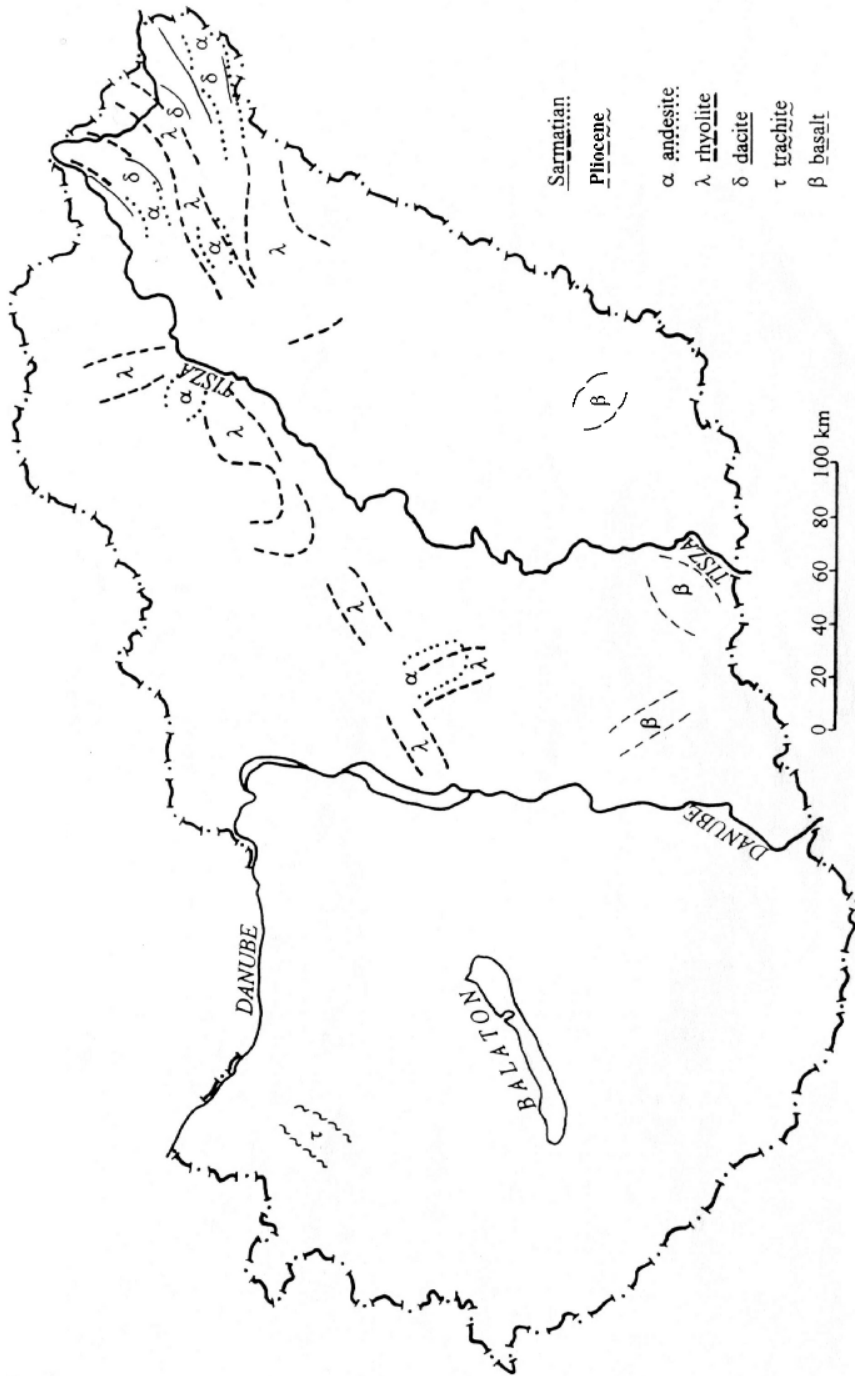 λ
δ
α
λ
δ
α
λ
α
δ
α
TISZA
λ
DANUBE
λ
τ
λ
α
λ
λ
BALATON
β
β
β
TISZA
DANUBE
0 20 40 60 80 100 km
Sarmatian
Pliocene
α andesite
λ rhyolite
δ dacite
τ trachite
β basalt